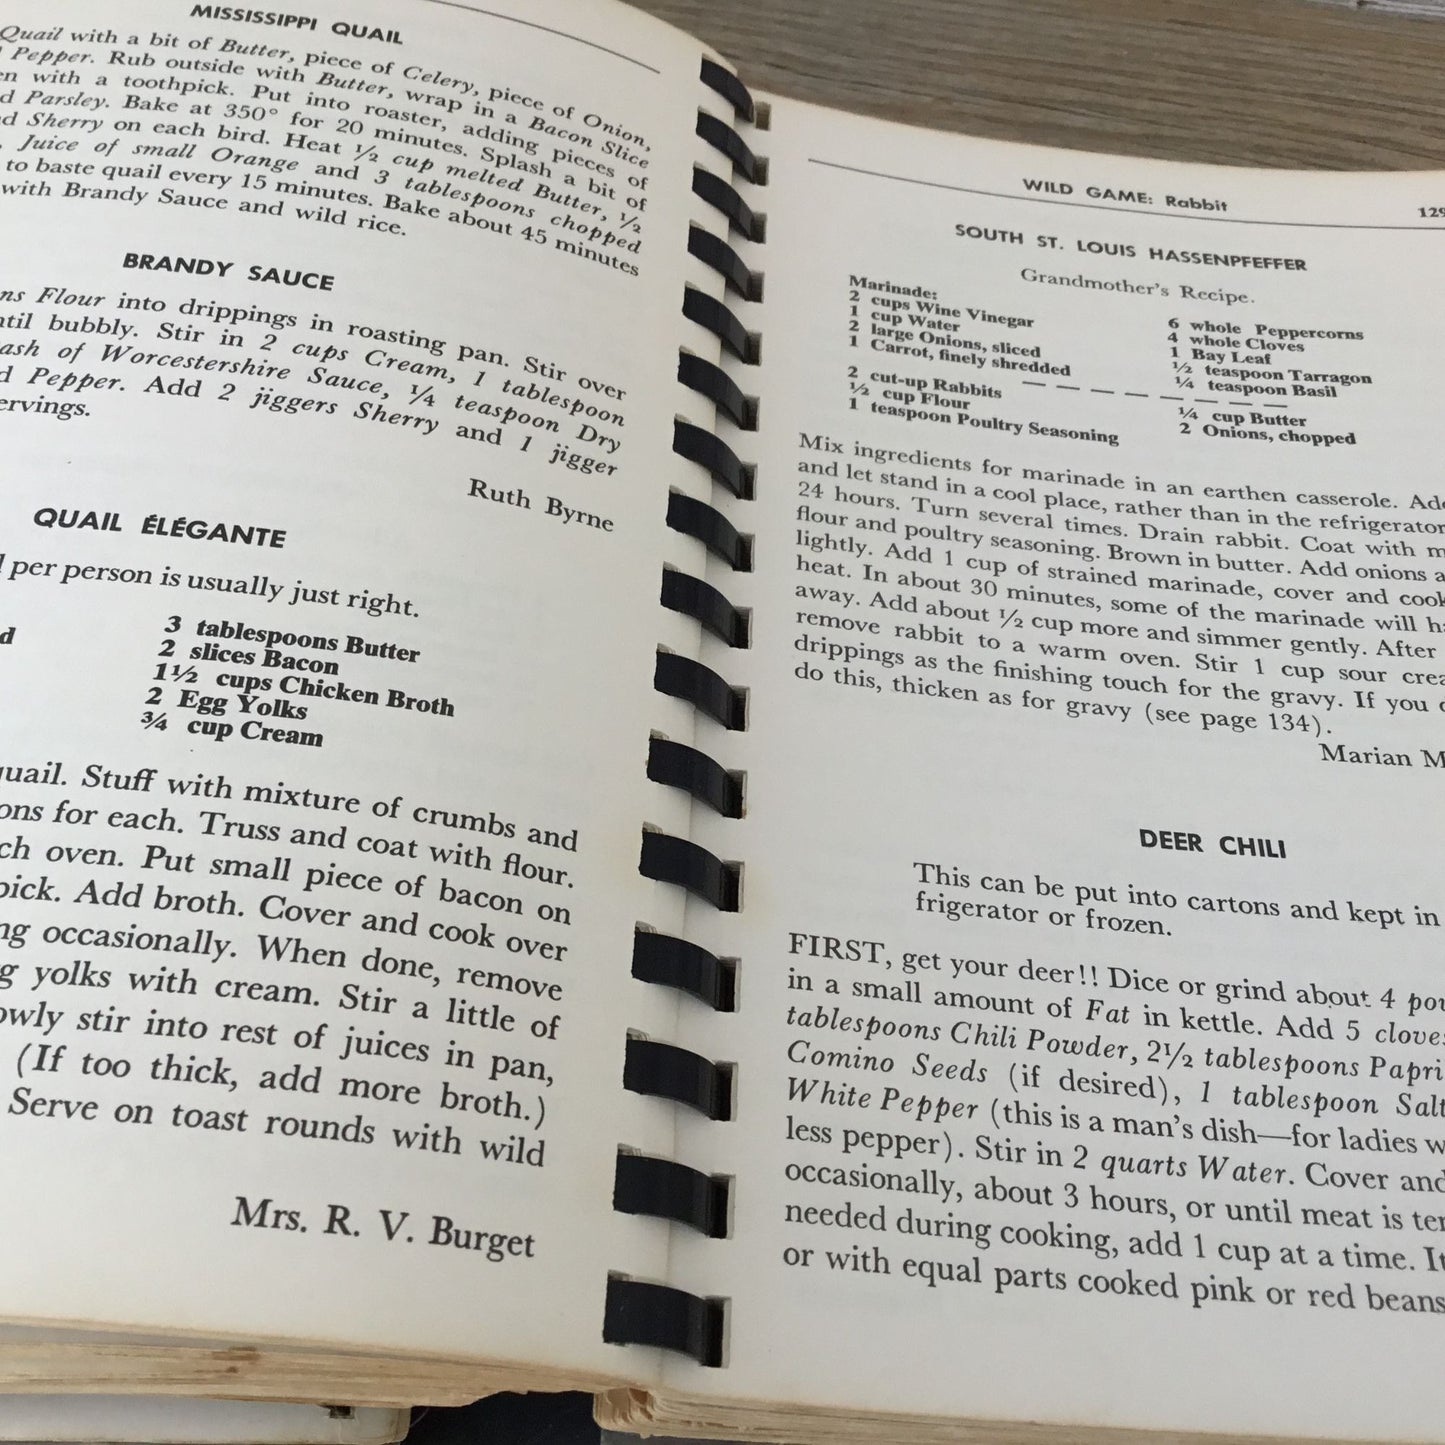 MISSISSIPPI QUAIL
Quail with a bit of Butter, piece of Celery, piece of Onion,
Pepper. Rub outside with Butter, wrap in a Bacon Slice
with a toothpick. Put into roaster, adding pieces of
Parsley. Bake at 350° for 20 minutes. Splash a bit of
Sherry on each bird. Heat ½ cup melted Butter, ½
Juice of small Orange and 3 tablespoons chopped
to baste quail every 15 minutes. Bake about 45 minutes
with Brandy Sauce and wild rice.
BRANDY SAUCE
Flour into drippings in roasting pan. Stir over
bubbly. Stir in 2 cups Cream, 1 tablespoon
of Worcestershire Sauce, ¼ teaspoon Dry
Pepper. Add 2 jiggers Sherry and 1 jigger
Ruth Byrne
QUAIL ÉLÉGANTE
per person is usually just right.
3 tablespoons Butter
2 slices Bacon
1½ cups Chicken Broth
2 Egg Yolks
¾ cup Cream
quail. Stuff with mixture of crumbs and
for each. Truss and coat with flour.
oven. Put small piece of bacon on
Add broth. Cover and cook over
occasionally. When done, remove
yolks with cream. Stir a little of
stir into rest of juices in pan,
(If too thick, add more broth.)
Serve on toast rounds with wild
Mrs. R. V. Burget
WILD GAME: Rabbit 129
SOUTH ST. LOUIS HASSENPFEFFER
Grandmother's Recipe.
Marinade:
2 cups Wine Vinegar
1 cup Water
2 large Onions, sliced
1 Carrot, finely shredded
6 whole Peppercorns
4 whole Cloves
1 Bay Leaf
½ teaspoon Tarragon
¼ teaspoon Basil
2 cut-up Rabbits
½ cup Flour
1 teaspoon Poultry Seasoning
¼ cup Butter
2 Onions, chopped
Mix ingredients for marinade in an earthen casserole.
and let stand in a cool place, rather than in the refrigerator
24 hours. Turn several times. Drain rabbit. Coat with
flour and poultry seasoning. Brown in butter. Add onions
lightly. Add 1 cup of strained marinade, cover and cook
heat. In about 30 minutes, some of the marinade will
away. Add about ½ cup more and simmer gently. After
remove rabbit to a warm oven. Stir 1 cup sour
drippings as the finishing touch for the gravy. If you
do this, thicken as for gravy (see page 134).
Marian
DEER CHILI
This can be put into cartons and kept in
frigerator or frozen.
FIRST, get your deer!! Dice or grind about 4
in a small amount of Fat in kettle. Add 5 cloves
tablespoons Chili Powder, 2½ tablespoons
Comino Seeds (if desired), 1 tablespoon Salt
White Pepper (this is a man's dish—for ladies
less pepper). Stir in 2 quarts Water. Cover and
occasionally, about 3 hours, or until meat is
needed during cooking, add 1 cup at a time. It
or with equal parts cooked pink or red beans